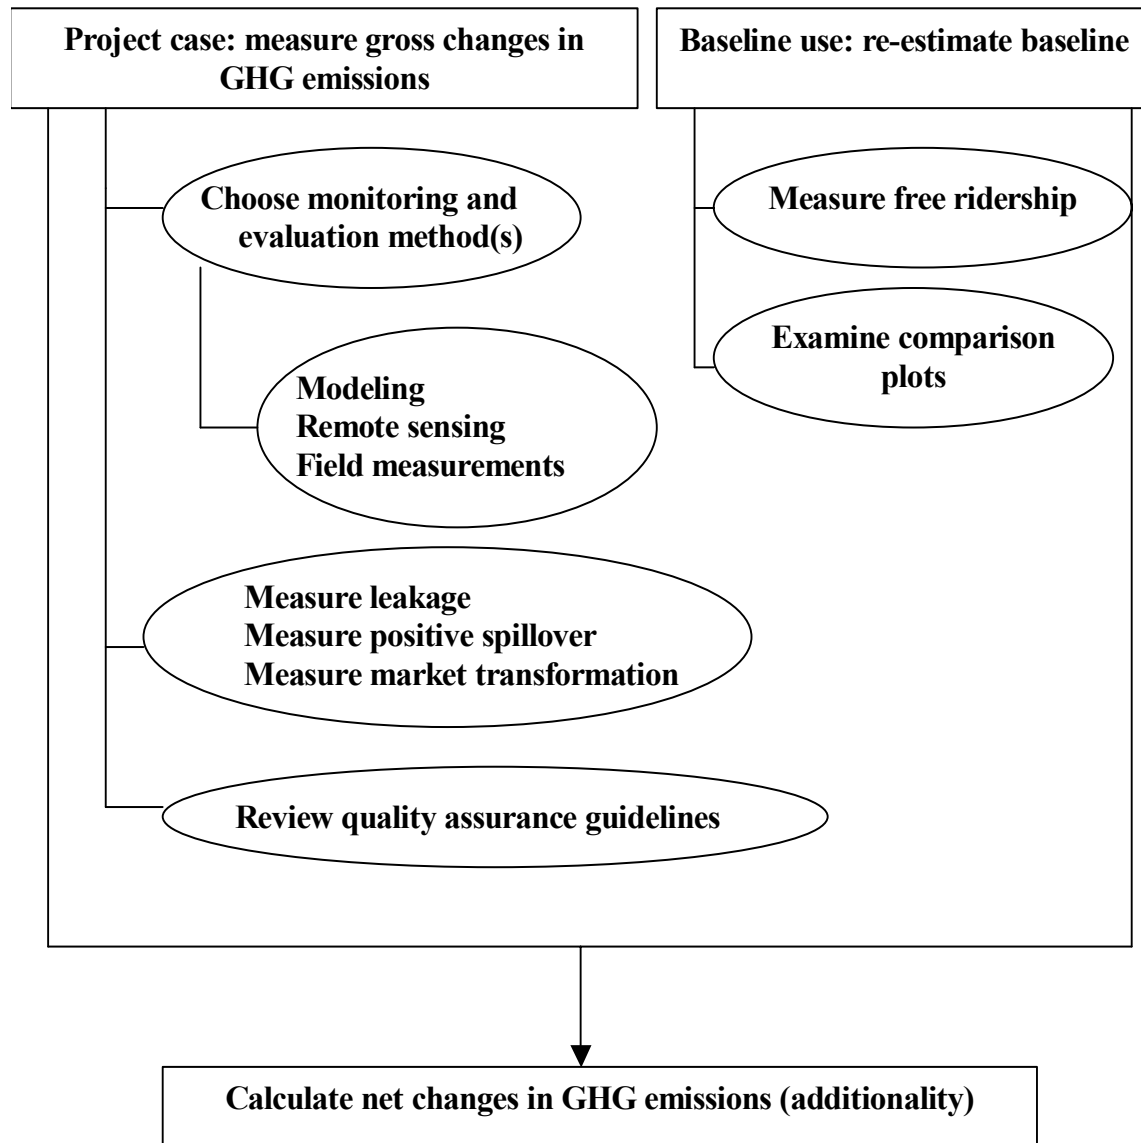 Project case: measure gross changes in
GHG emissions
Baseline use: re-estimate baseline
Choose monitoring and
evaluation method(s)
Measure free ridership
Examine comparison
plots
Modeling
Remote sensing
Field measurements
Measure leakage
Measure positive spillover
Measure market transformation
Review quality assurance guidelines
Calculate net changes in GHG emissions (additionality)